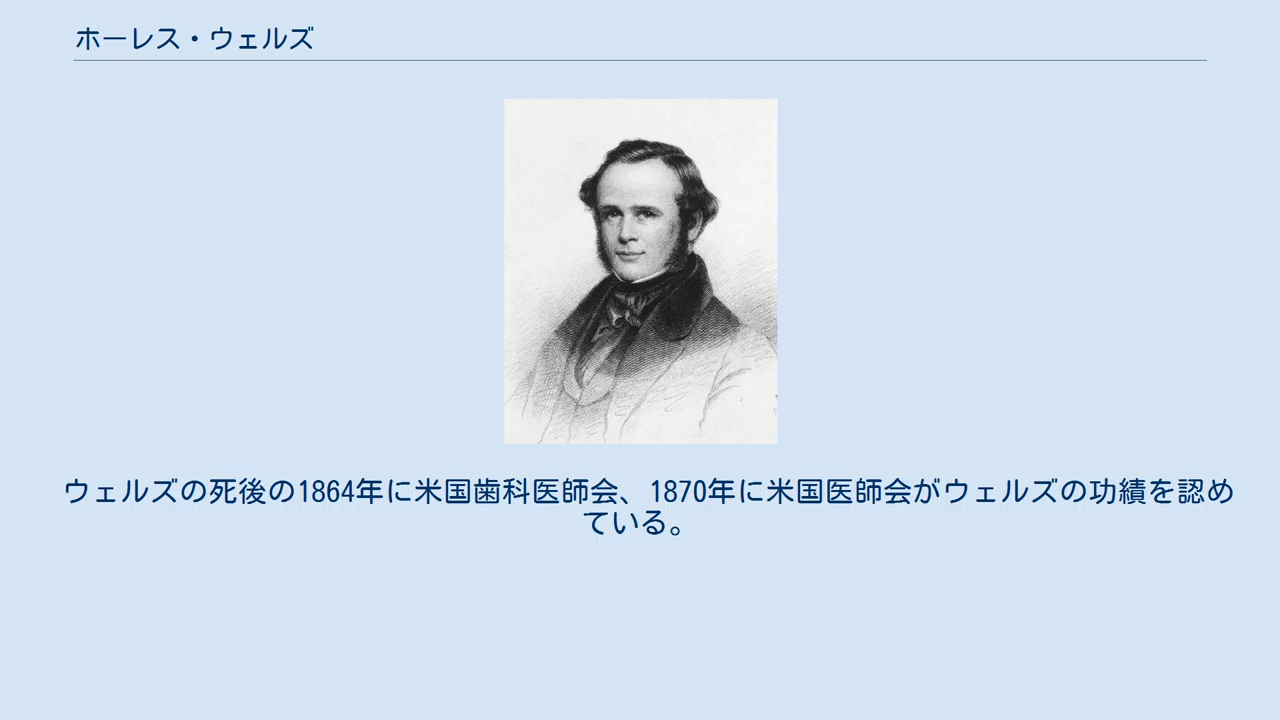 ホーレス・ウェルズ
ウェルズの死後の1864年に米国歯科医師会、1870年に米国医師会がウェルズの功績を認め
ている。